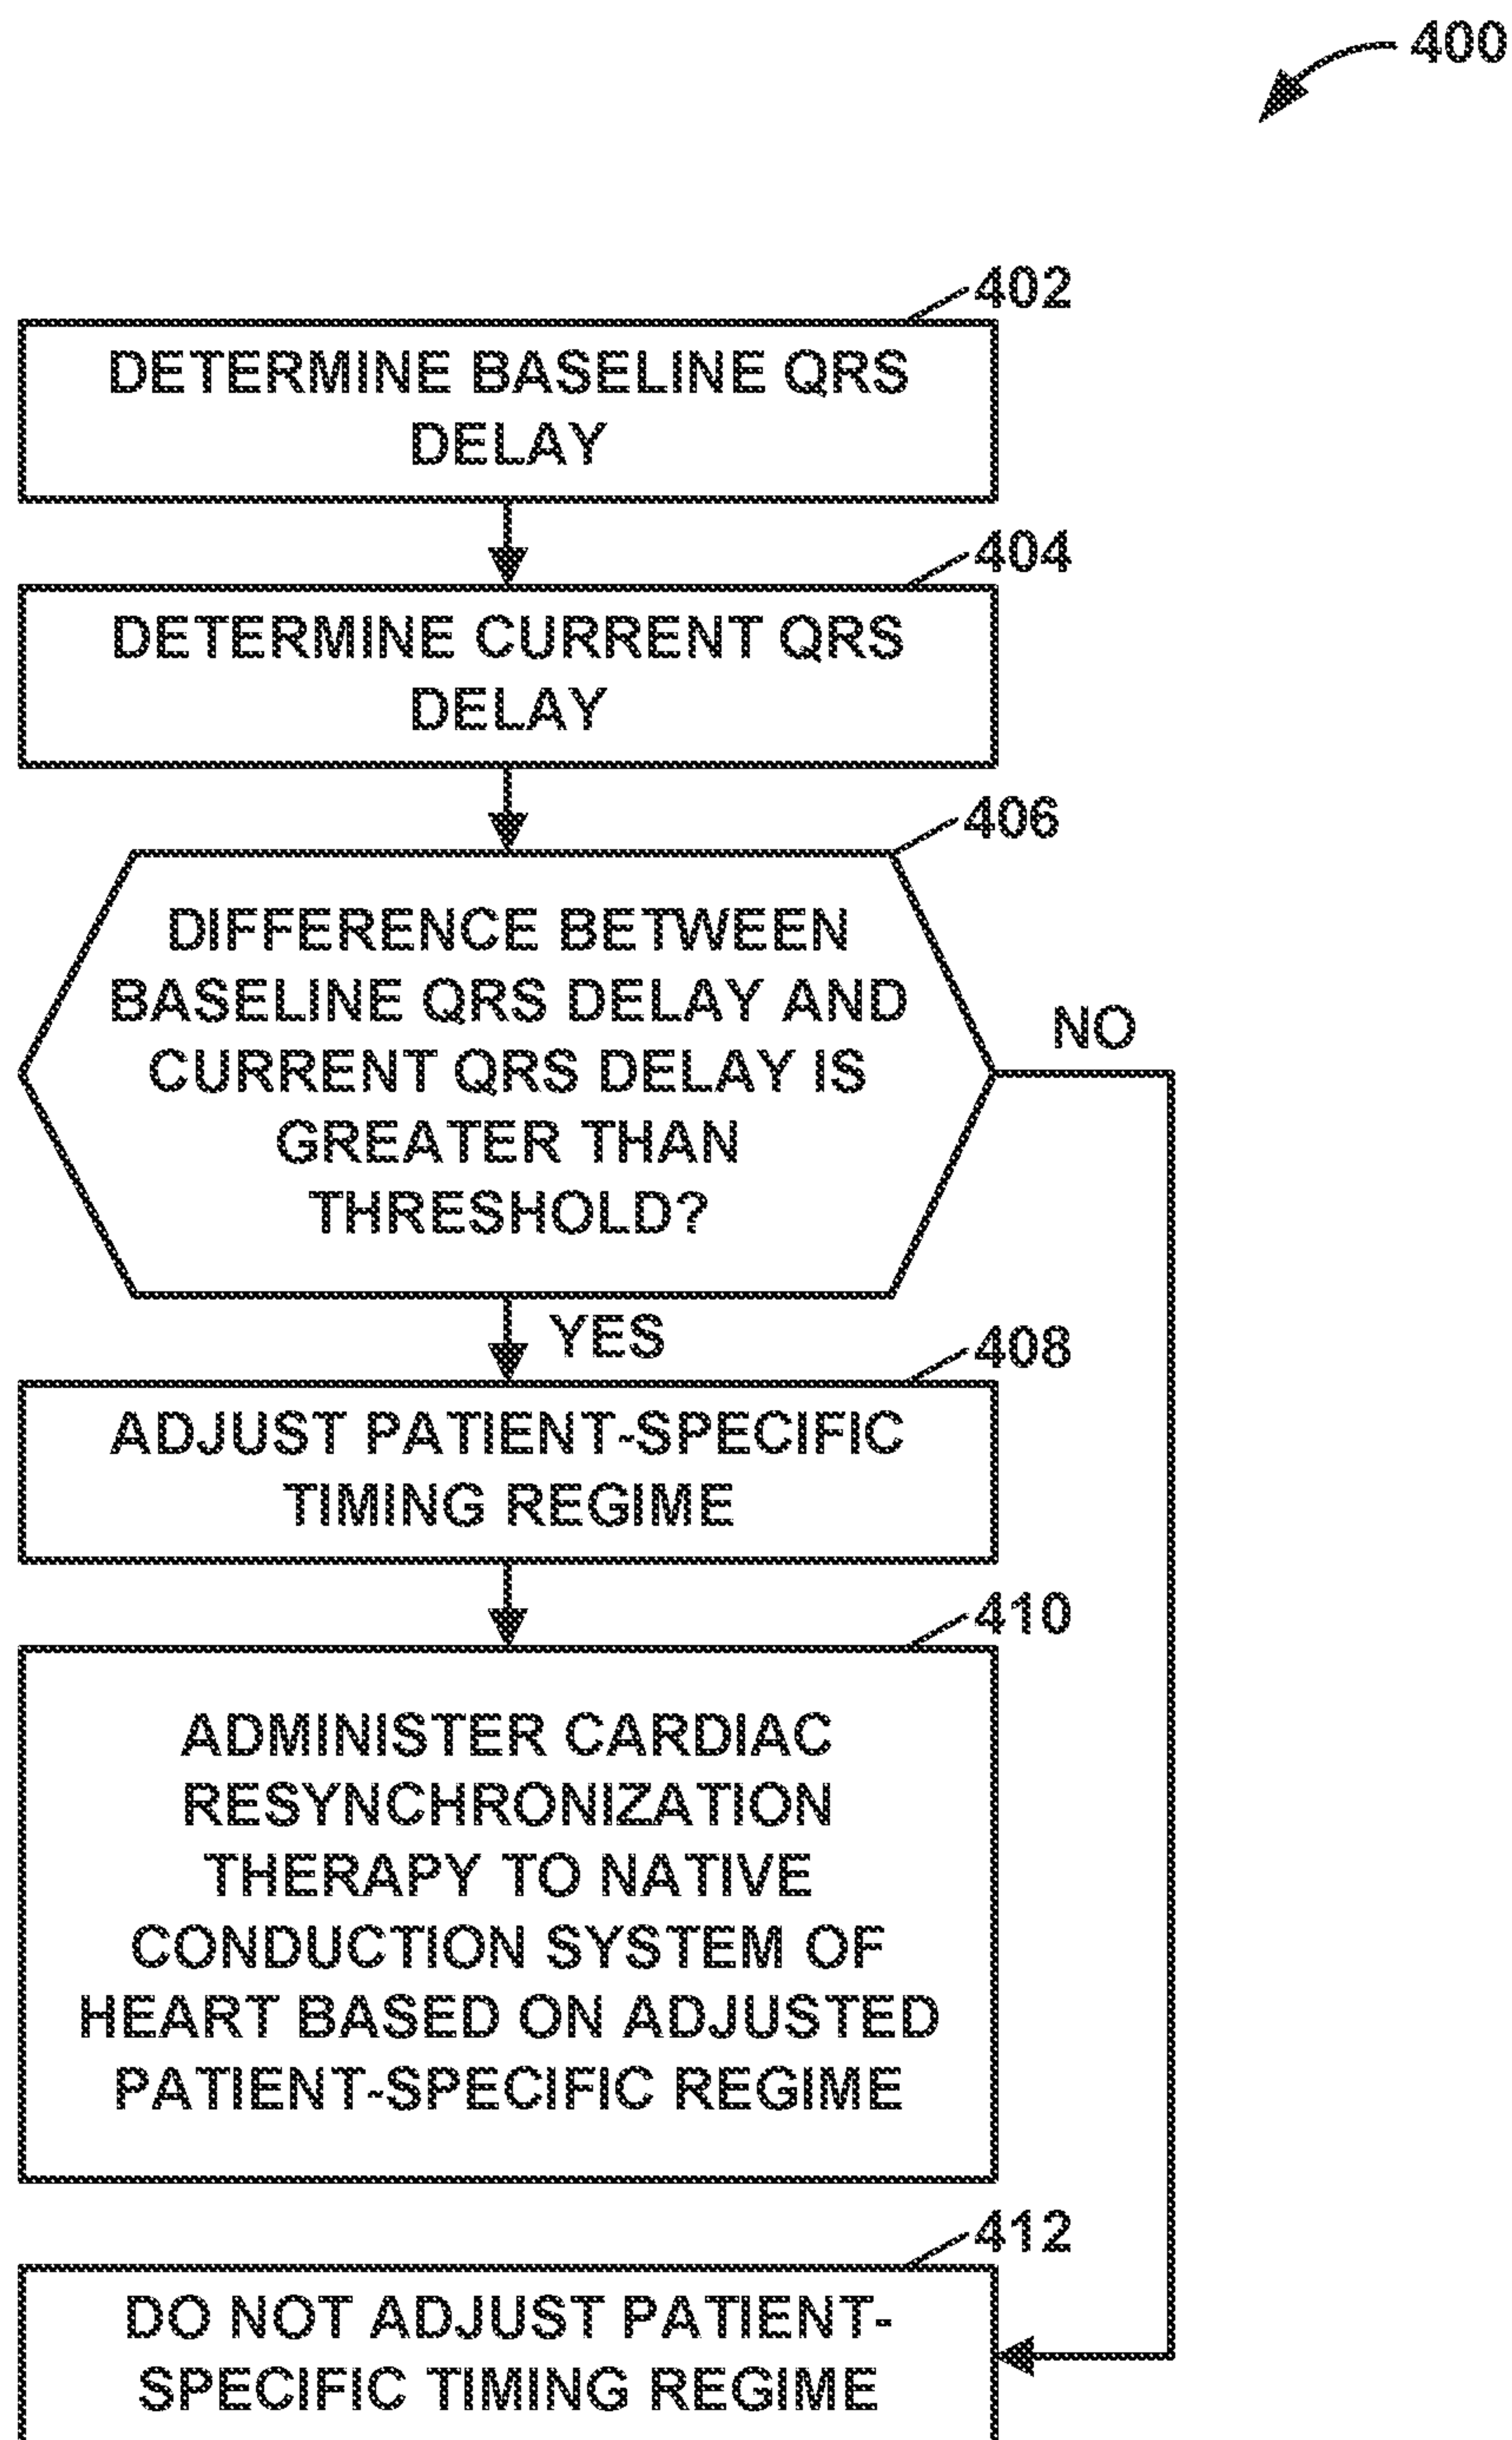 400
402
DETERMINE BASELINE QRS
DELAY
404
DETERMINE CURRENT QRS
DELAY
406
DIFFERENCE BETWEEN
BASELINE QRS DELAY AND
CURRENT QRS DELAY IS
GREATER THAN
THRESHOLD?
NO
YES
408
ADJUST PATIENT-SPECIFIC
TIMING REGIME
410
ADMINISTER CARDIAC
RESYNCHRONIZATION
THERAPY TO NATIVE
CONDUCTION SYSTEM OF
HEART BASED ON ADJUSTED
PATIENT-SPECIFIC REGIME
412
DO NOT ADJUST PATIENT-
SPECIFIC TIMING REGIME